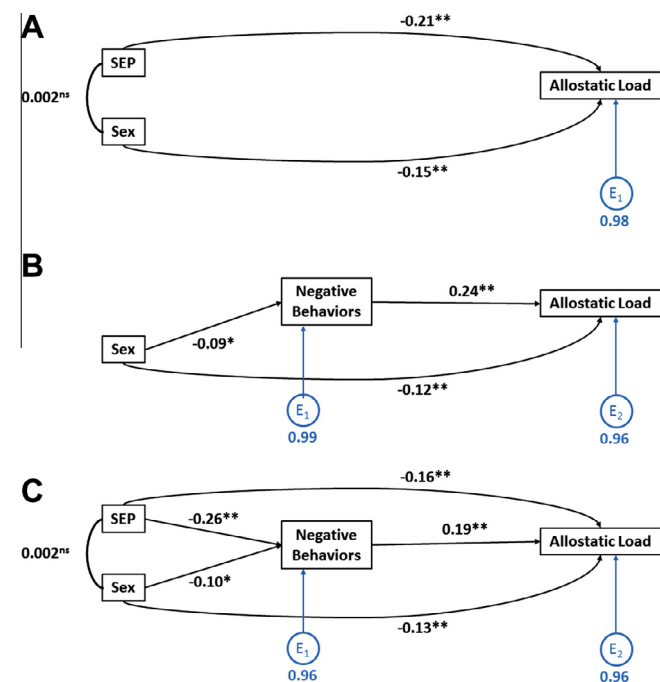 A
-0.21**
SEP
0.002ns
Allostatic Load
Sex
-0.15**
E1
0.98
B
Negative
Behaviors
0.24**
Allostatic Load
Sex
-0.09*
-0.12**
E1
0.99
E2
0.96
C
-0.16**
SEP
-0.26**
0.002ns
Negative
Behaviors
0.19**
Allostatic Load
Sex
-0.10*
-0.13**
E1
0.96
E2
0.96